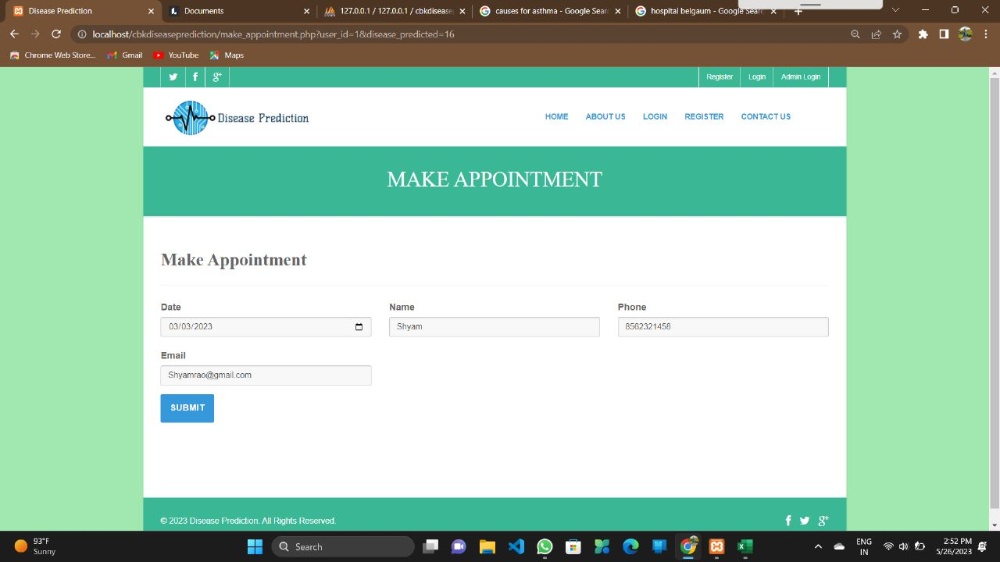 Disease Prediction
Documents
127.0.0.1 / 127.0.0.1 / cbkdisease
causes for asthma - Google Sear
hospital belgaum - Google Searc
localhost/cbkdiseaseprediction/make_appointment.php?user_id=1&disease_predicted=16
Chrome Web Store... Gmail YouTube Maps
Register Login Admin Login
Disease Prediction
HOME ABOUT US LOGIN REGISTER CONTACT US
MAKE APPOINTMENT
Make Appointment
Date Name Phone
03/03/2023 Shyam 8562321458
Email
Shyamrao@gmail.com
SUBMIT
© 2023 Disease Prediction. All Rights Reserved.
93°F
Sunny
Search
ENG
IN
2:52 PM
5/26/2023